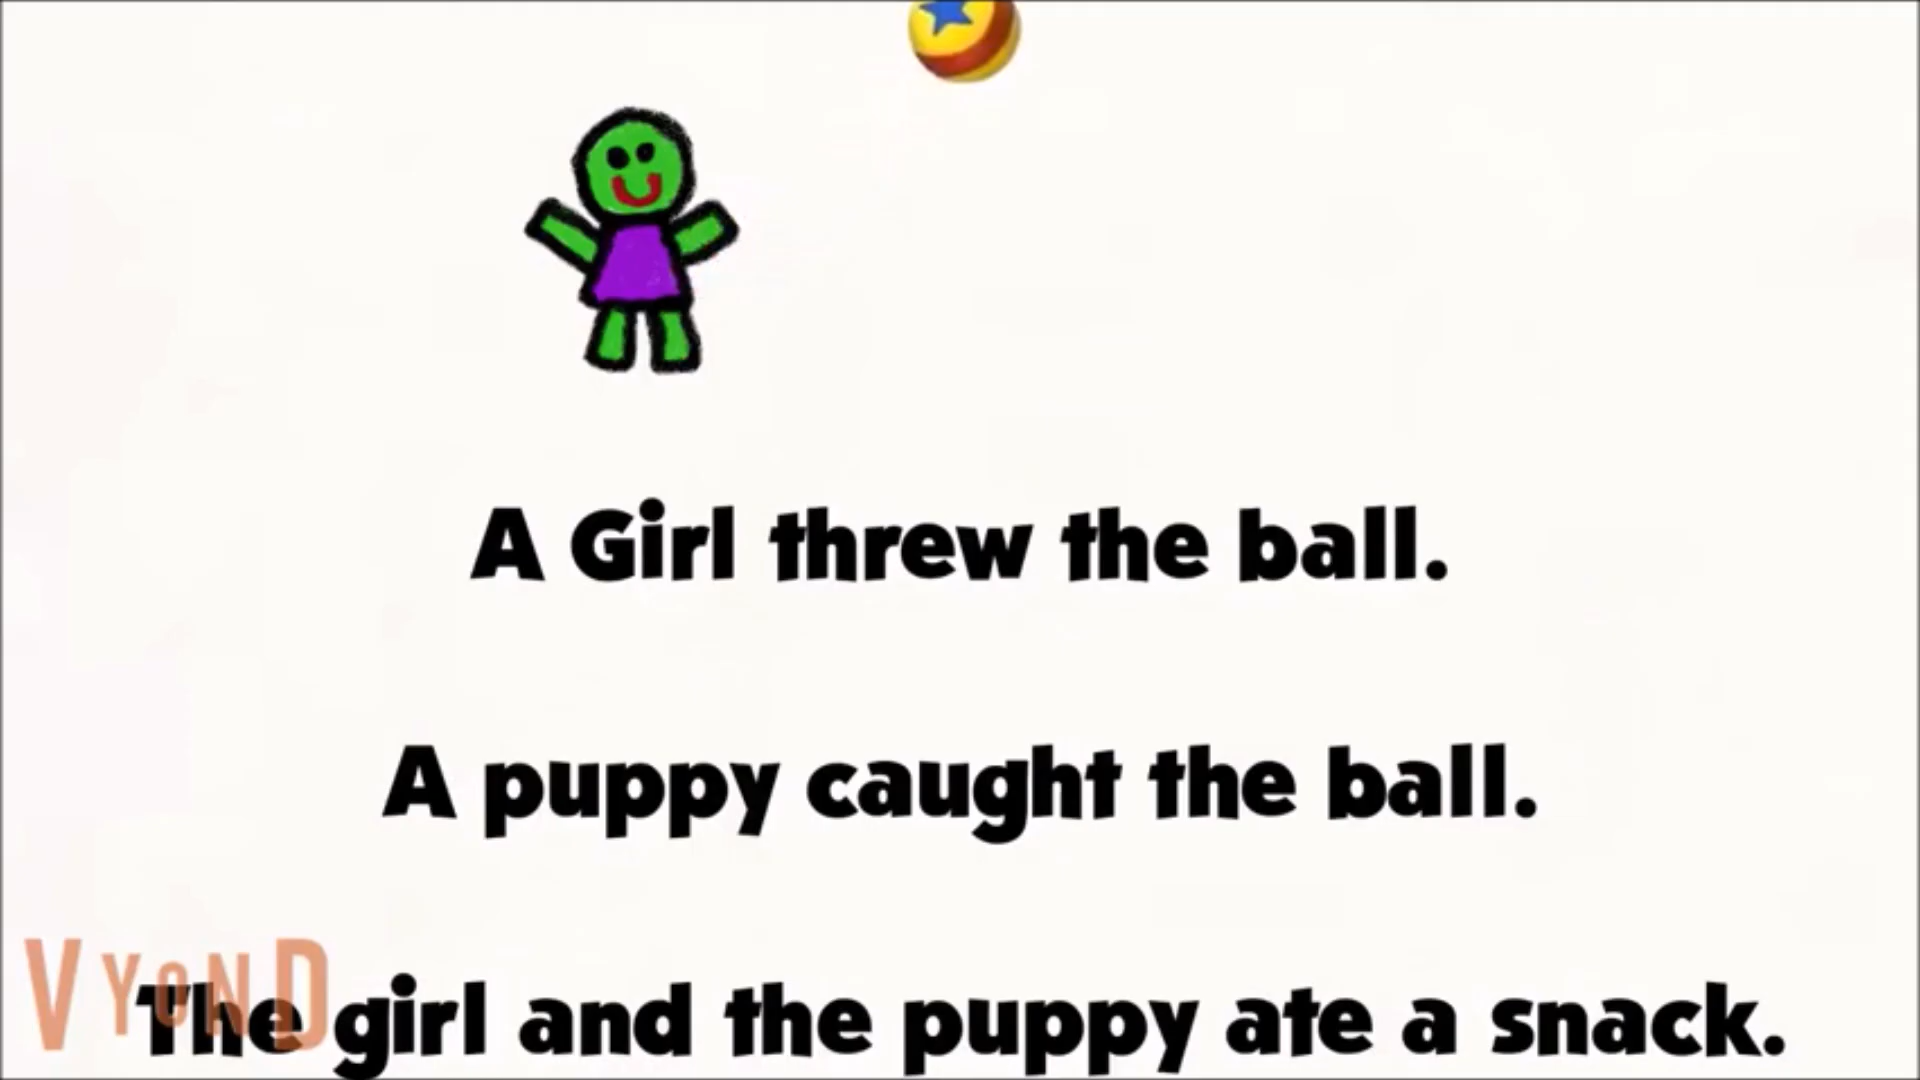 A Girl threw the ball.
A puppy caught the ball.
The girl and the puppy ate a snack.
VYOND